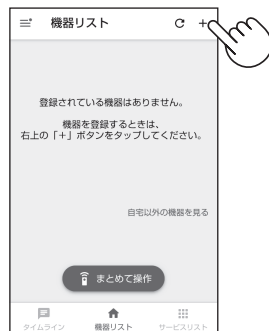 機器リスト
登録されている機器はありません。
機器を登録するときは、
右上の「+」ボタンをタップしてください。
自宅以外の機器を見る
まとめて操作
タイムライン 機器リスト サービスリスト